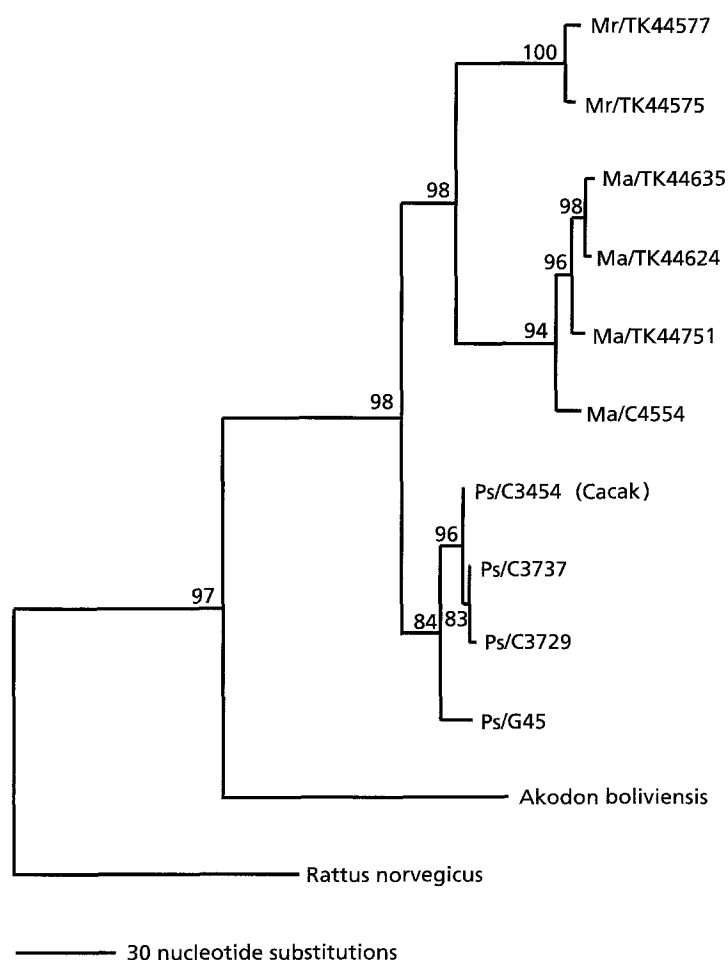 Mr/TK44577
100
Mr/TK44575
Ma/TK44635
98
98
Ma/TK44624
96
Ma/TK44751
94
Ma/C4554
98
Ps/C3454 (Cacak)
96
Ps/C3737
97
84
83
Ps/C3729
Ps/G45
Akodon boliviensis
Rattus norvegicus
30 nucleotide substitutions